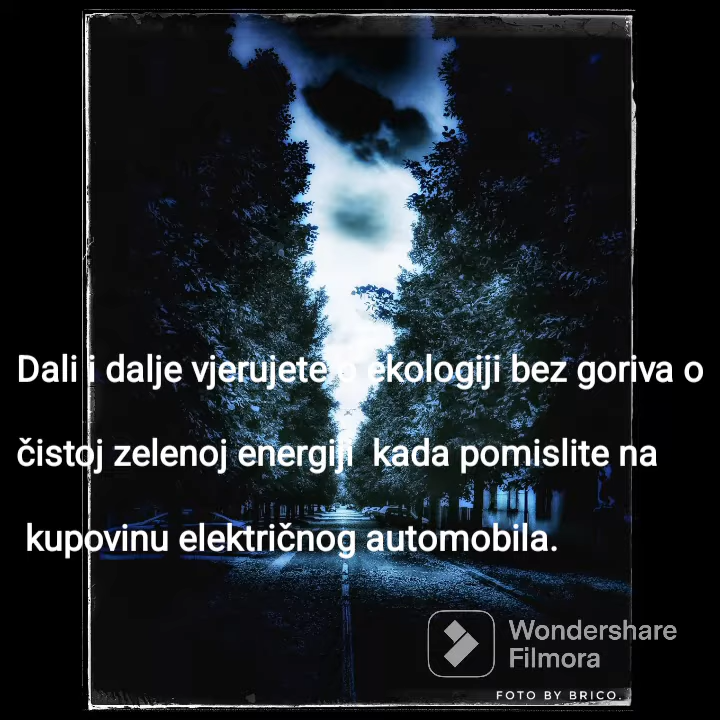 Dali i dalje vjerujete o ekologiji bez goriva o
čistoj zelenoj energiji kada pomislite na
kupovinu električnog automobila.
Wondershare
Filmora
FOTO BY BRICO.